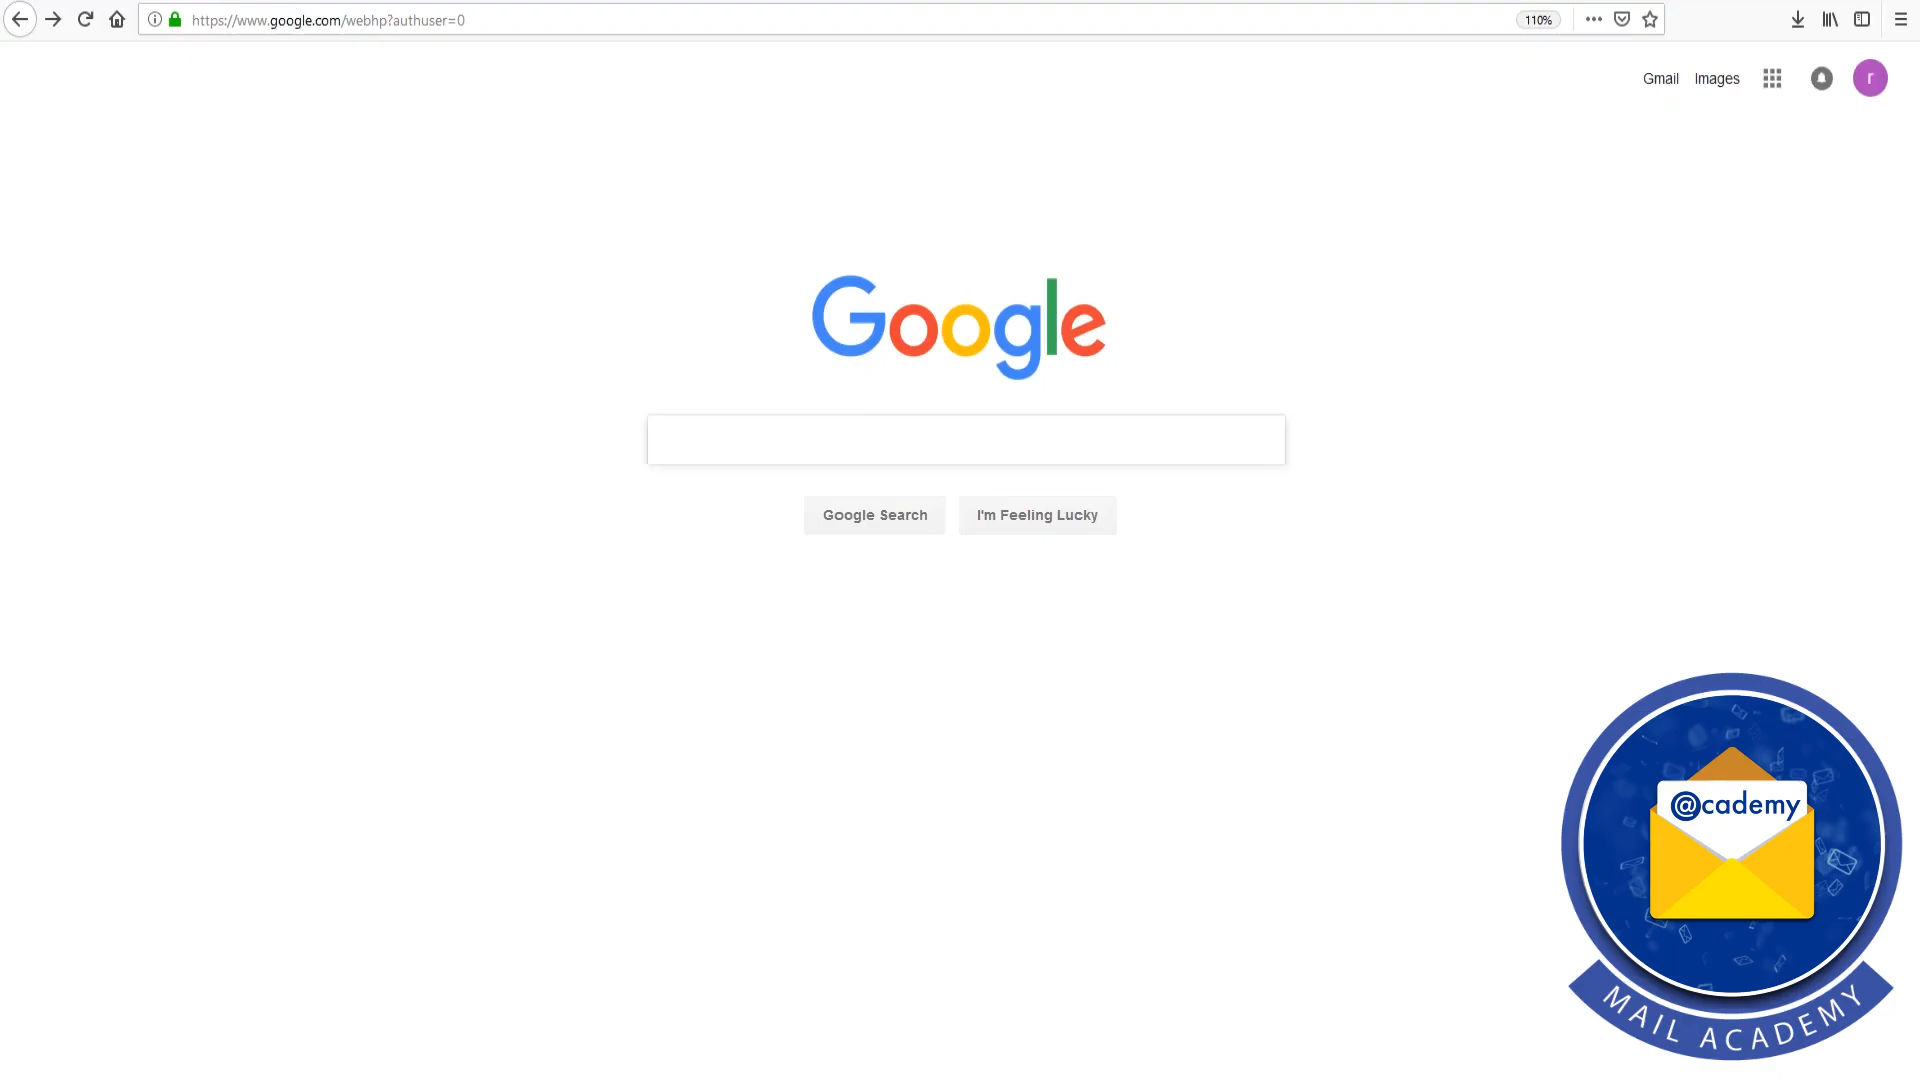 https://www.google.com/webhp?authuser=0
110%
Gmail Images
r
Google
Google Search I'm Feeling Lucky
@cademy
MAIL ACADEMY